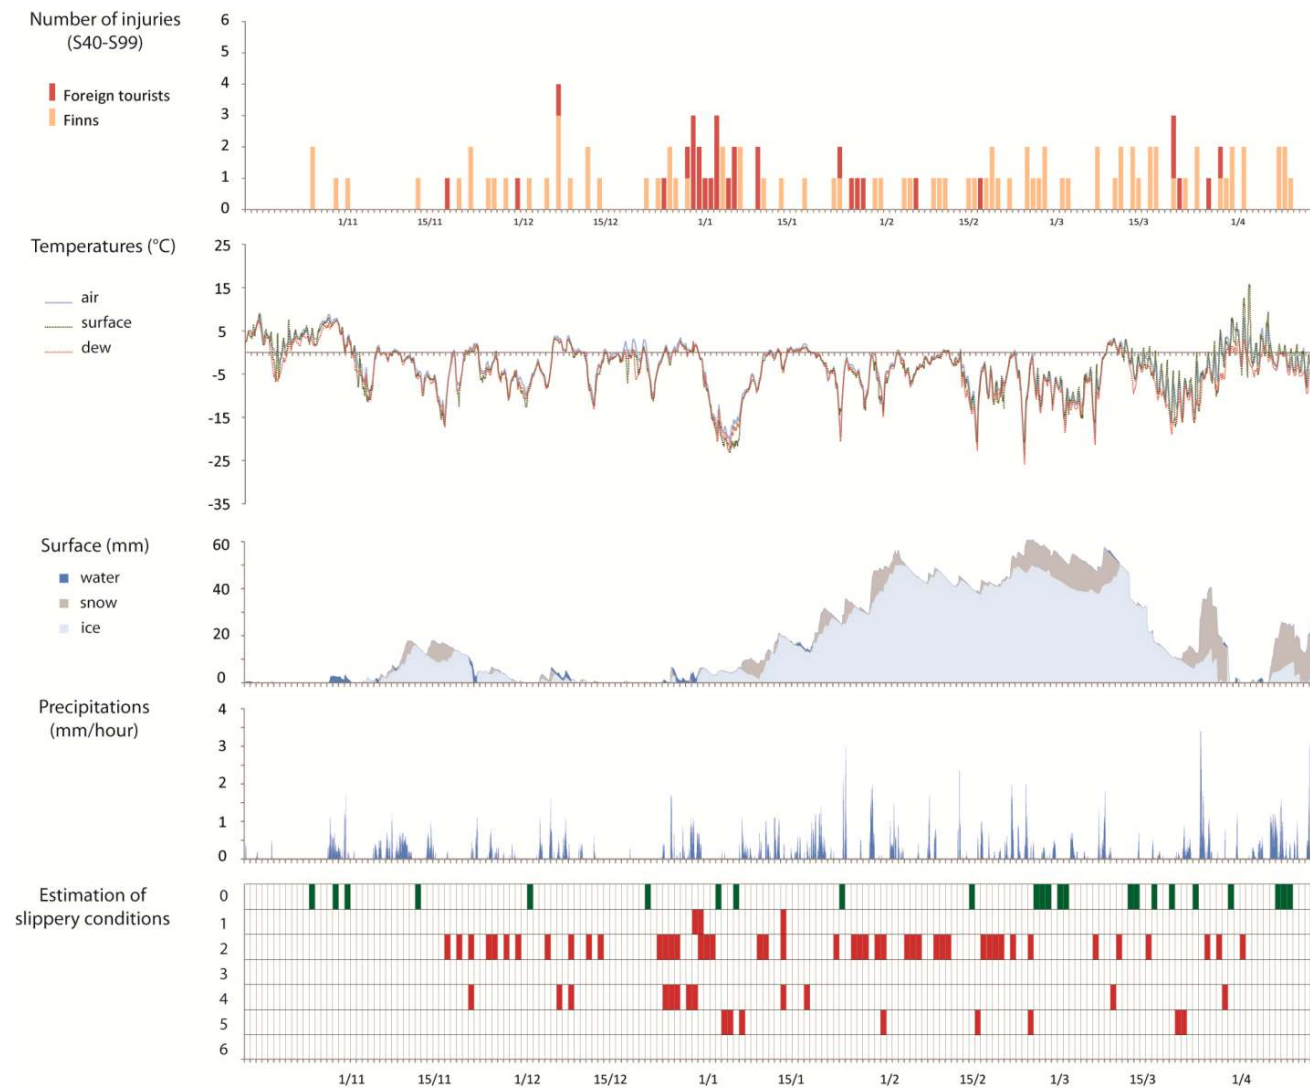 Number of injuries
(S40-S99)
Foreign tourists
Finns
6
5
4
3
2
1
0
1/11 15/11 1/12 15/12 1/1 15/1 1/2 15/2 1/3 15/3 1/4
Temperatures (°C)
air
surface
dew
25
15
5
-5
-15
-25
-35
Surface (mm)
water
snow
ice
60
40
20
0
Precipitations
(mm/hour)
4
3
2
1
0
Estimation of
slippery conditions
0
1
2
3
4
5
6
1/11 15/11 1/12 15/12 1/1 15/1 1/2 15/2 1/3 15/3 1/4